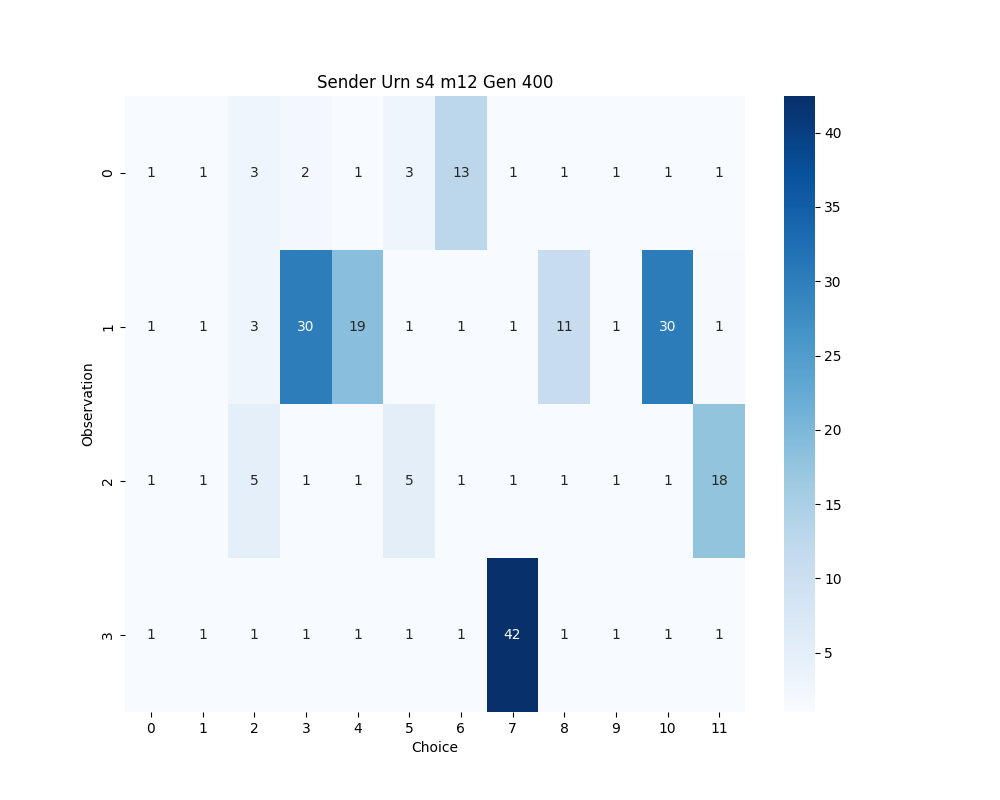 Sender Urn s4 m12 Gen 400
0 1 1 3 2 1 3 13 1 1 1 1 1
1 1 1 3 30 19 1 1 1 11 1 30 1
2 1 1 5 1 1 5 1 1 1 1 1 18
3 1 1 1 1 1 1 1 42 1 1 1 1
0 1 2 3 4 5 6 7 8 9 10 11
Choice
Observation
40
35
30
25
20
15
10
5